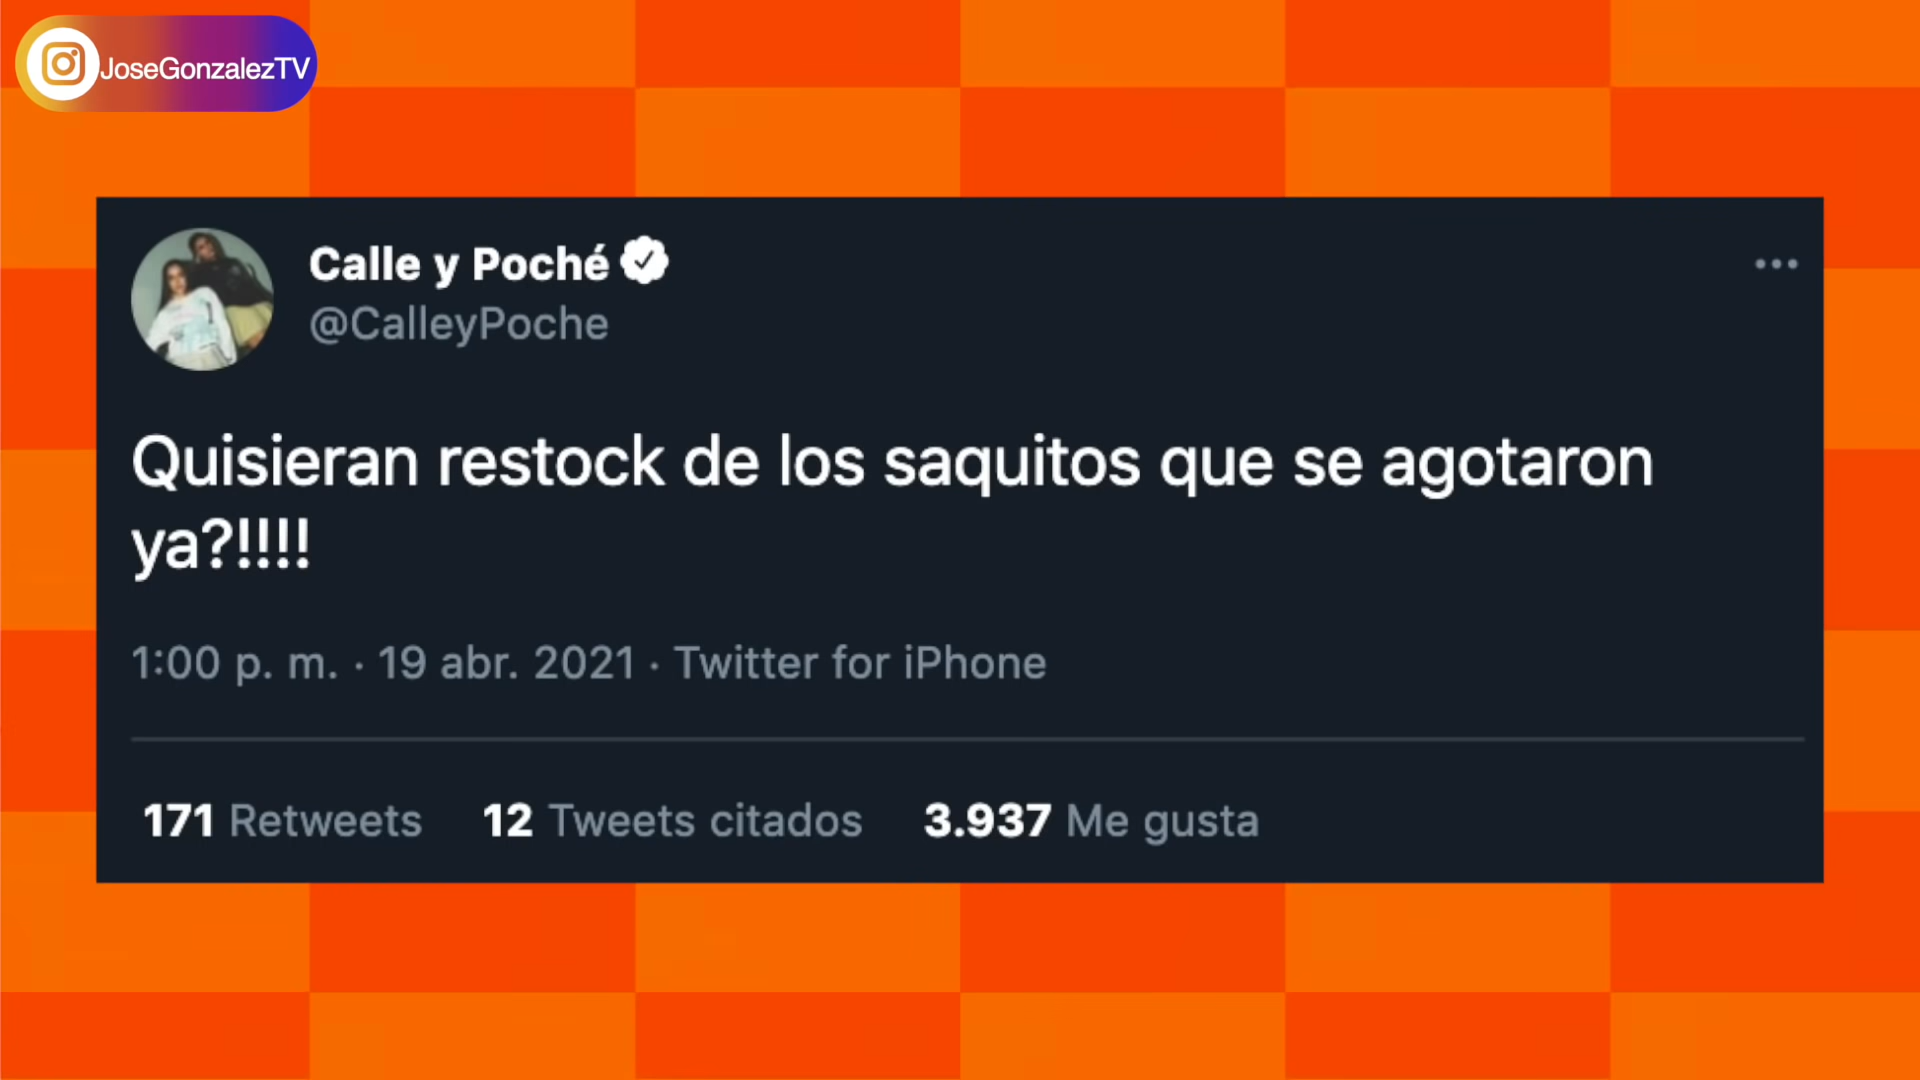 JoseGonzalezTV
Calle y Poché
@CalleyPoche
Quisieran restock de los saquitos que se agotaron
ya?!!!!
1:00 p. m. · 19 abr. 2021 · Twitter for iPhone
171 Retweets 12 Tweets citados 3.937 Me gusta